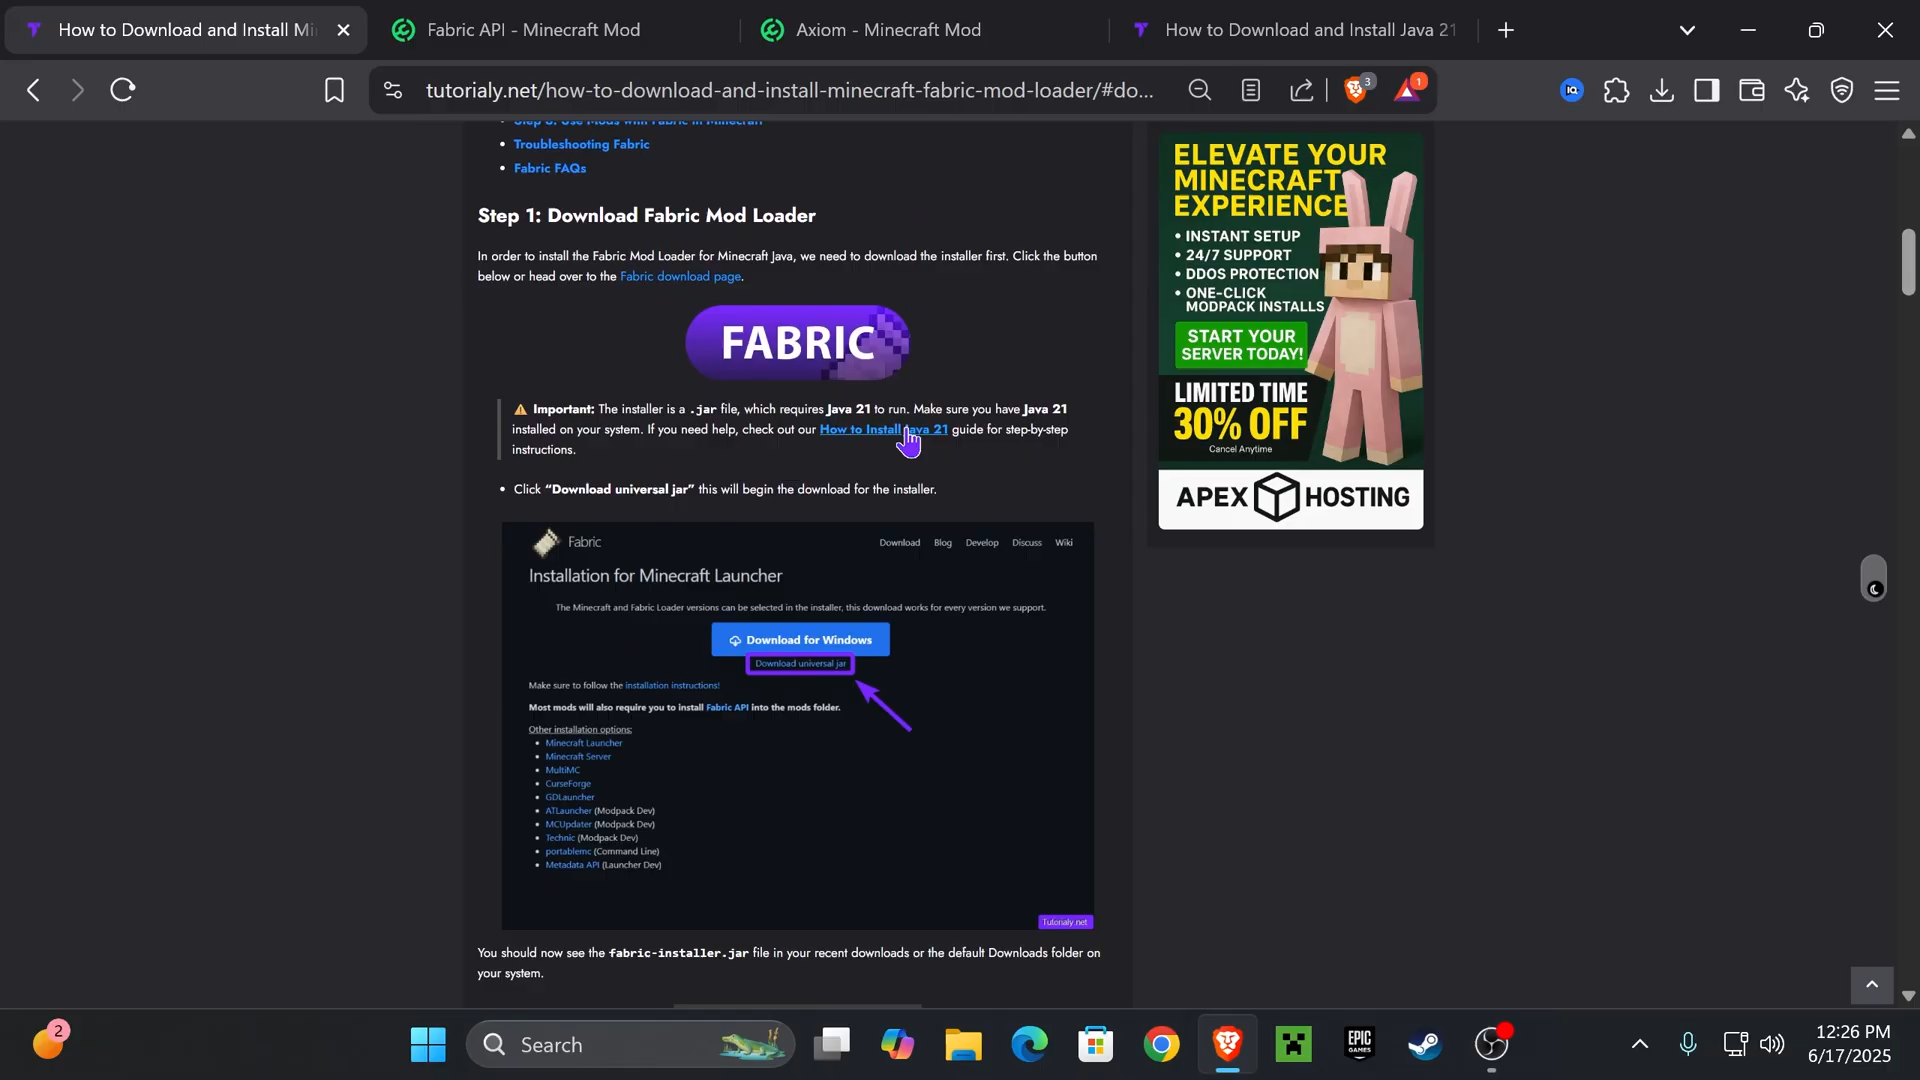 How to Download and Install Mi
Fabric API - Minecraft Mod
Axiom - Minecraft Mod
How to Download and Install Java 21
tutorialy.net/how-to-download-and-install-minecraft-fabric-mod-loader/#do...
3
1
Step 3: Use Mods with Fabric in Minecraft
Troubleshooting Fabric
Fabric FAQs
Step 1: Download Fabric Mod Loader
In order to install the Fabric Mod Loader for Minecraft Java, we need to download the installer first. Click the button
below or head over to the Fabric download page.
FABRIC
Important: The installer is a .jar file, which requires Java 21 to run. Make sure you have Java 21
installed on your system. If you need help, check out our How to Install Java 21 guide for step-by-step
instructions.
Click “Download universal jar” this will begin the download for the installer.
Fabric
Download Blog Develop Discuss Wiki
Installation for Minecraft Launcher
The Minecraft and Fabric Loader versions can be selected in the installer, this download works for every version we support.
Download for Windows
Download universal jar
Make sure to follow the installation instructions!
Most mods will also require you to install Fabric API into the mods folder.
Other installation options:
Minecraft Launcher
Minecraft Server
MultiMC
CurseForge
GDLauncher
ATLauncher (Modpack Dev)
MCUpdater (Modpack Dev)
Technic (Modpack Dev)
portablemc (Command Line)
Metadata API (Launcher Dev)
Tutorialy.net
You should now see the fabric-installer.jar file in your recent downloads or the default Downloads folder on
your system.
ELEVATE YOUR
MINECRAFT
EXPERIENCE
• INSTANT SETUP
• 24/7 SUPPORT
• DDOS PROTECTION
• ONE-CLICK
MODPACK INSTALLS
START YOUR
SERVER TODAY!
LIMITED TIME
30% OFF
Cancel Anytime
APEX HOSTING
2
Search
EPIC
GAMES
12:26 PM
6/17/2025